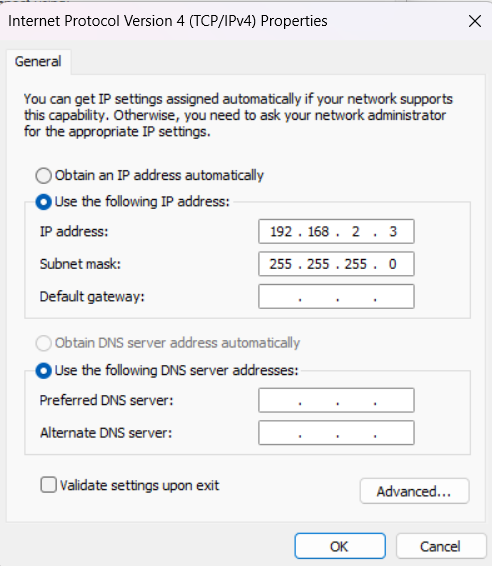 Internet Protocol Version 4 (TCP/IPv4) Properties
General
You can get IP settings assigned automatically if your network supports
this capability. Otherwise, you need to ask your network administrator
for the appropriate IP settings.
Obtain an IP address automatically
Use the following IP address:
IP address: 192 . 168 . 2 . 3
Subnet mask: 255 . 255 . 255 . 0
Default gateway: . . .
Obtain DNS server address automatically
Use the following DNS server addresses:
Preferred DNS server: . . .
Alternate DNS server: . . .
Validate settings upon exit
Advanced...
OK Cancel